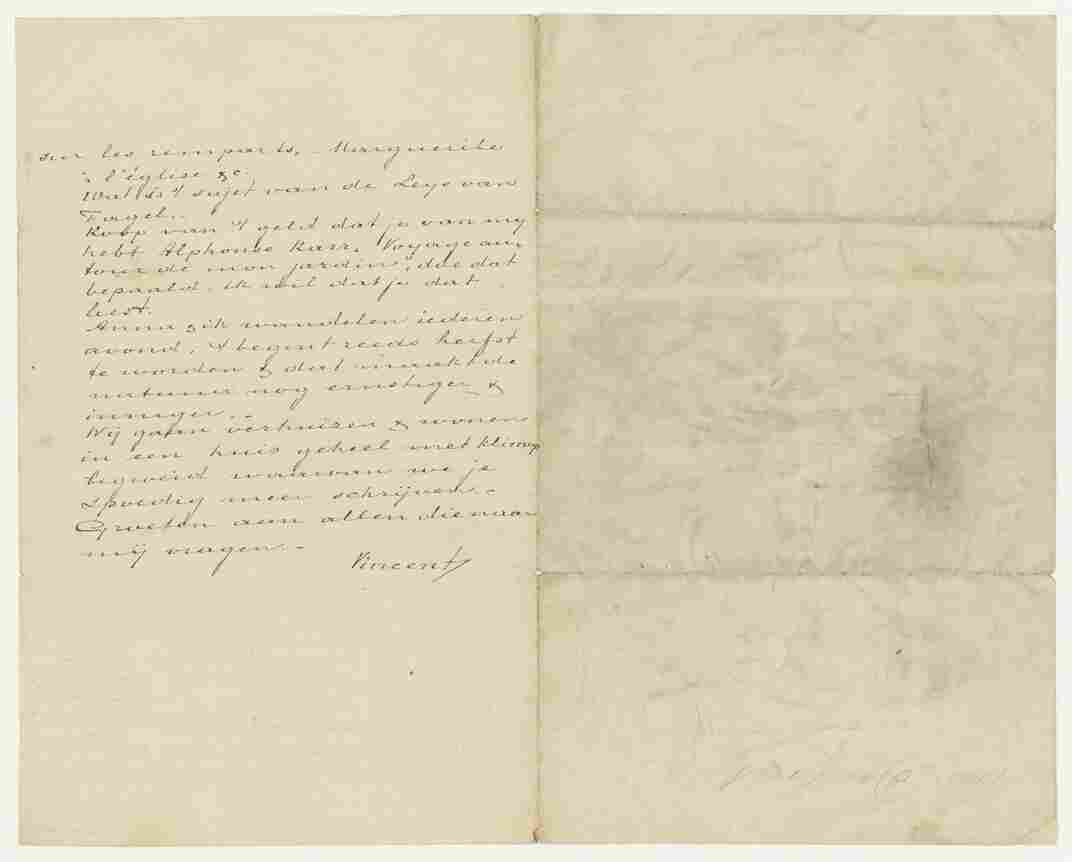 sur les remparts, – Marguerite
à l'église &c.
Wat is 't sujet van de Leys van
Fagel.–
Koop van 't geld dat je van my
hebt Alphonse Karr, Voyage au-
tour de mon jardin, doe dat
bepaald. ik wil dat je dat
leest.
Anna & ik wandelen iederen
avond, 't begint reeds herfst
te worden & dat maakt de
natuur nog ernstiger &
inniger.–
Wij gaan verhuizen & wonen
in een huis geheel met klimop
begroeid waarvan we je
spoedig meer schrijven.–
Groeten aan allen die naar
mij vragen.–
Vincent